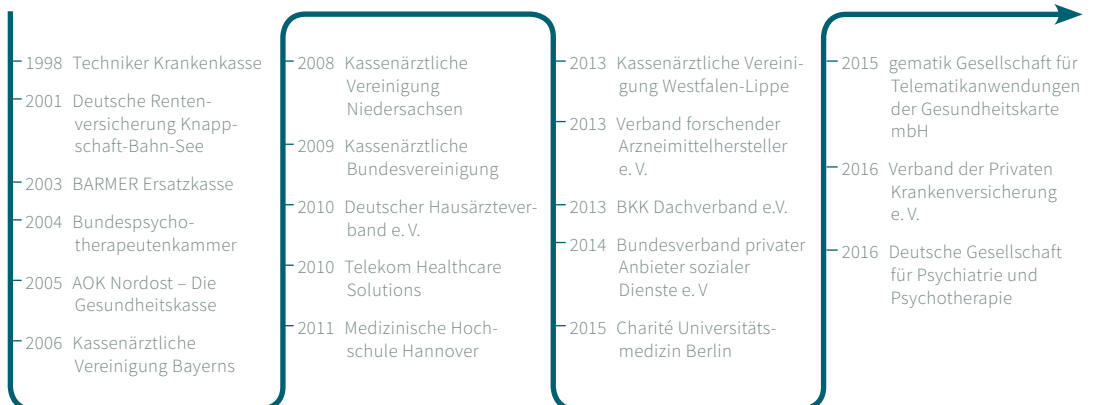 1998 Techniker Krankenkasse
2001 Deutsche Renten-
versicherung Knapp-
schaft-Bahn-See
2003 BARMER Ersatzkasse
2004 Bundespsycho-
therapeutenkammer
2005 AOK Nordost – Die
Gesundheitskasse
2006 Kassenärztliche
Vereinigung Bayerns
2008 Kassenärztliche
Vereinigung
Niedersachsen
2009 Kassenärztliche
Bundesvereinigung
2010 Deutscher Hausärztever-
band e. V.
2010 Telekom Healthcare
Solutions
2011 Medizinische Hoch-
schule Hannover
2013 Kassenärztliche Vereini-
gung Westfalen-Lippe
2013 Verband forschender
Arzneimittelhersteller
e. V.
2013 BKK Dachverband e.V.
2014 Bundesverband privater
Anbieter sozialer
Dienste e. V
2015 Charité Universitäts-
medizin Berlin
2015 gematik Gesellschaft für
Telematikanwendungen
der Gesundheitskarte
mbH
2016 Verband der Privaten
Krankenversicherung
e. V.
2016 Deutsche Gesellschaft
für Psychiatrie und
Psychotherapie